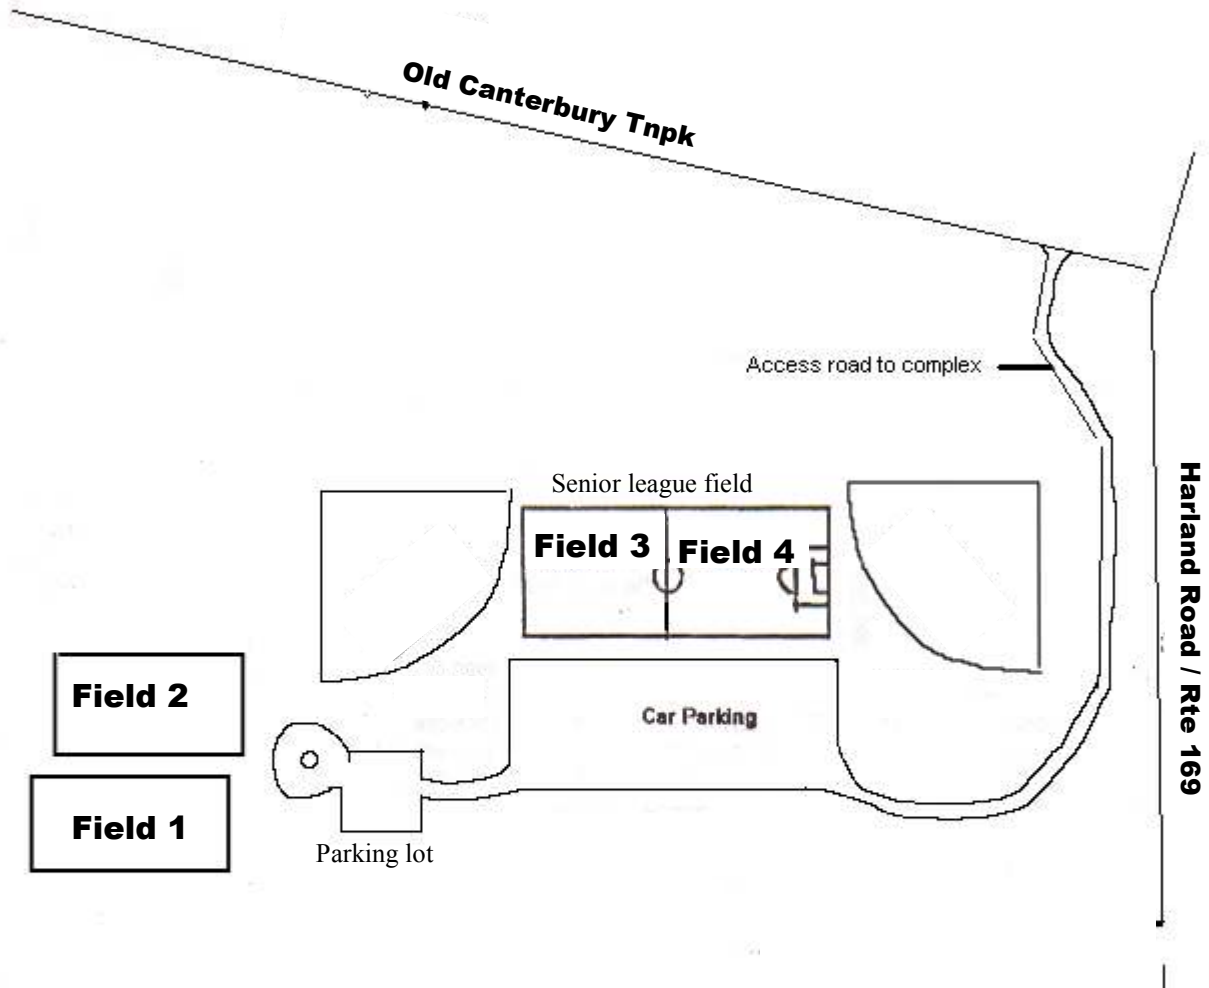 Old Canterbury Tnpk
Access road to complex
Harland Road / Rte 169
Senior league field
Field 3
Field 4
Field 2
Car Parking
Field 1
Parking lot